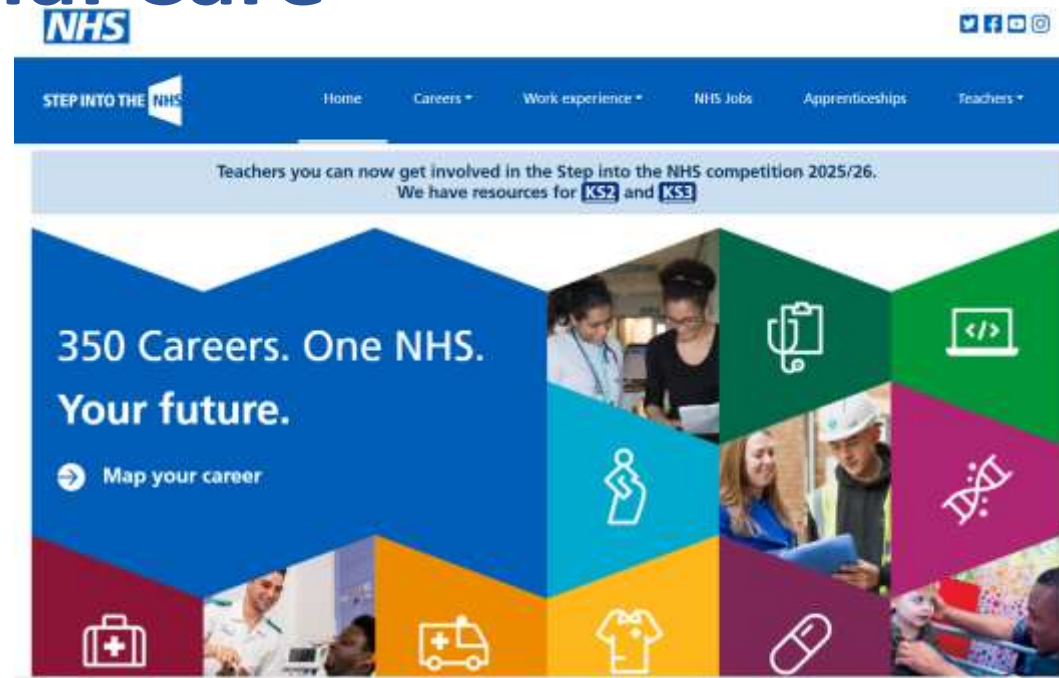 NHS
STEP INTO THE NHS
Home Careers Work experience NHS Jobs Apprenticeships Teachers
Teachers you can now get involved in the Step into the NHS competition 2025/26.
We have resources for KS2 and KS3
350 Careers. One NHS.
Your future.
Map your career
</>